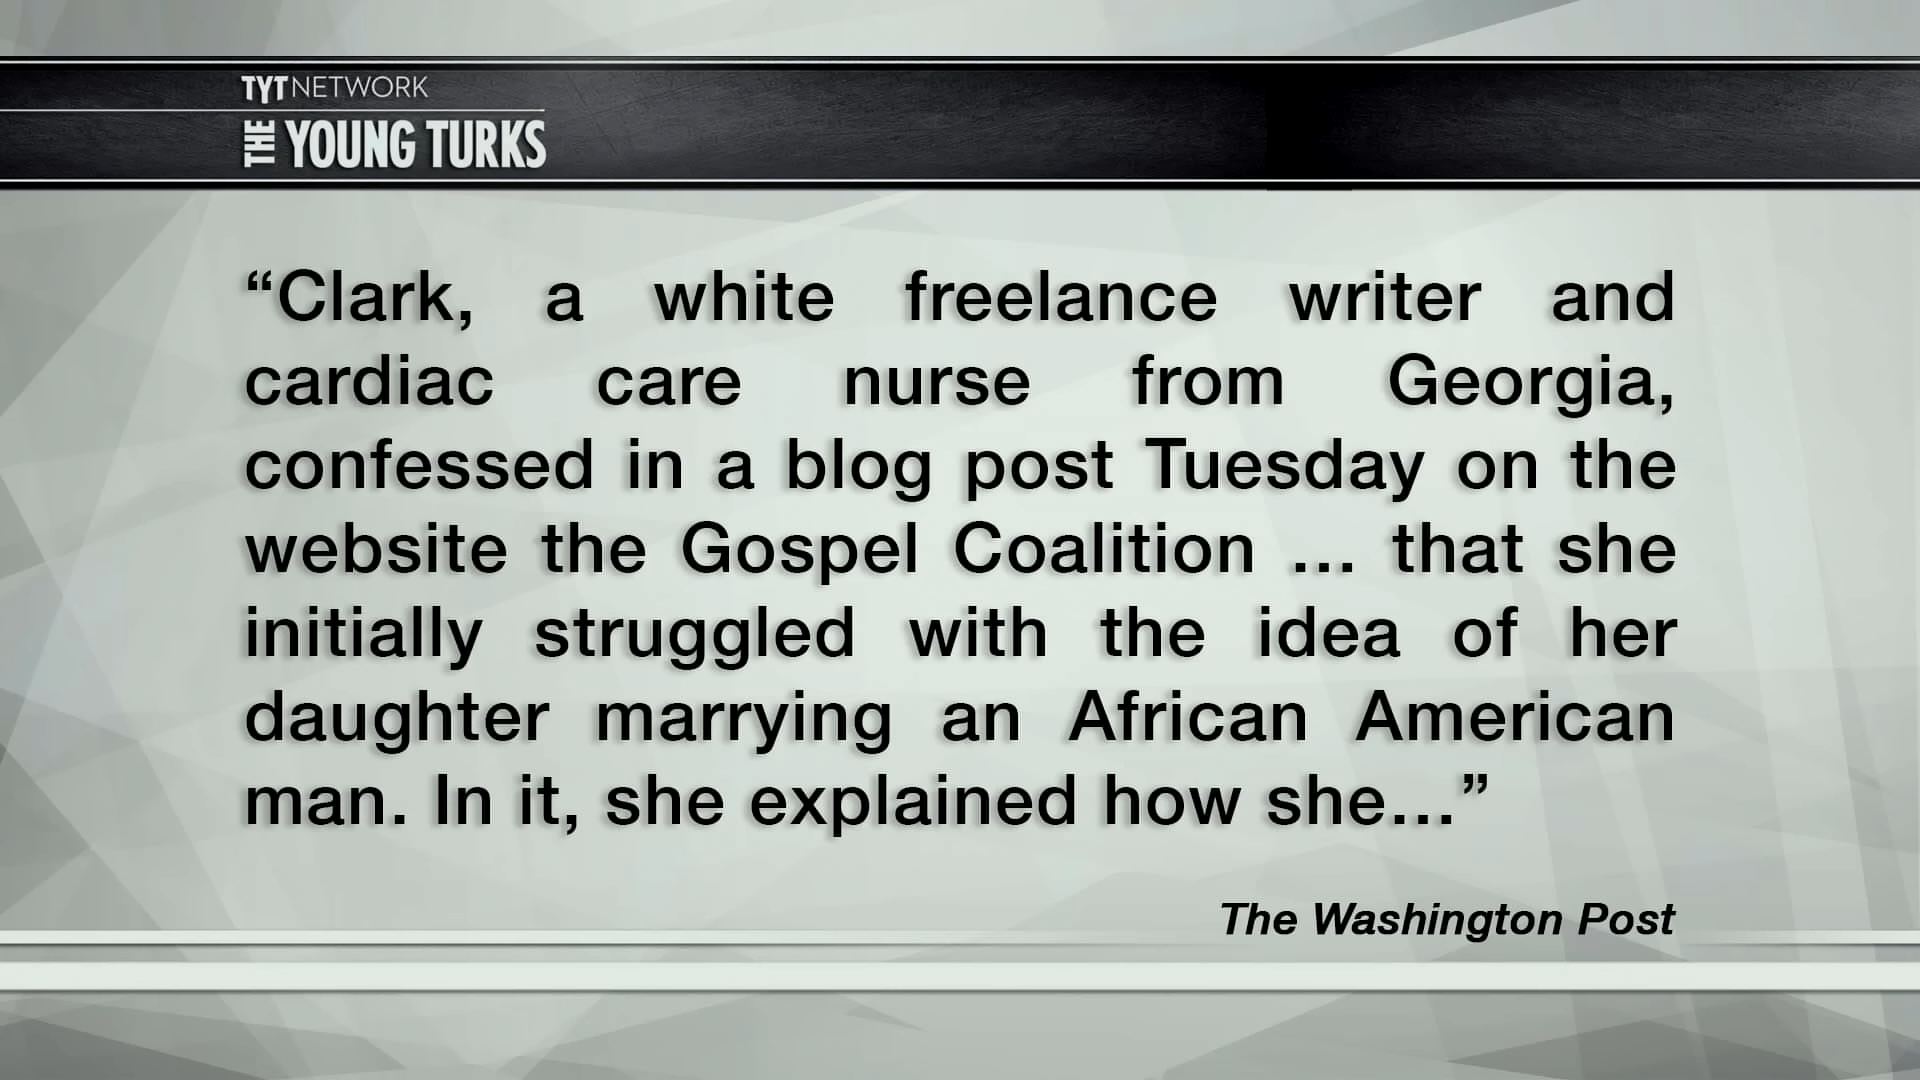 TYT NETWORK
THE YOUNG TURKS
“Clark, a white freelance writer and
cardiac care nurse from Georgia,
confessed in a blog post Tuesday on the
website the Gospel Coalition ... that she
initially struggled with the idea of her
daughter marrying an African American
man. In it, she explained how she...”
The Washington Post